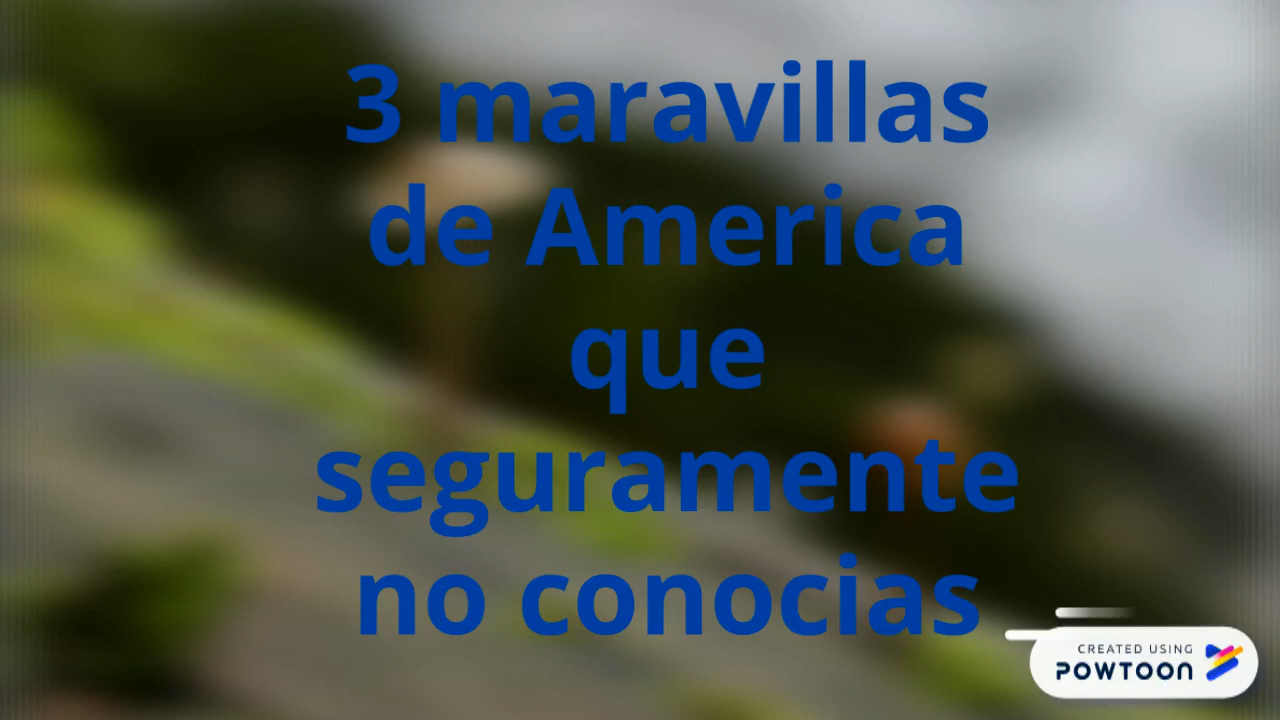 3 maravillas
de America
que
seguramente
no conocias
CREATED USING
POWTOON